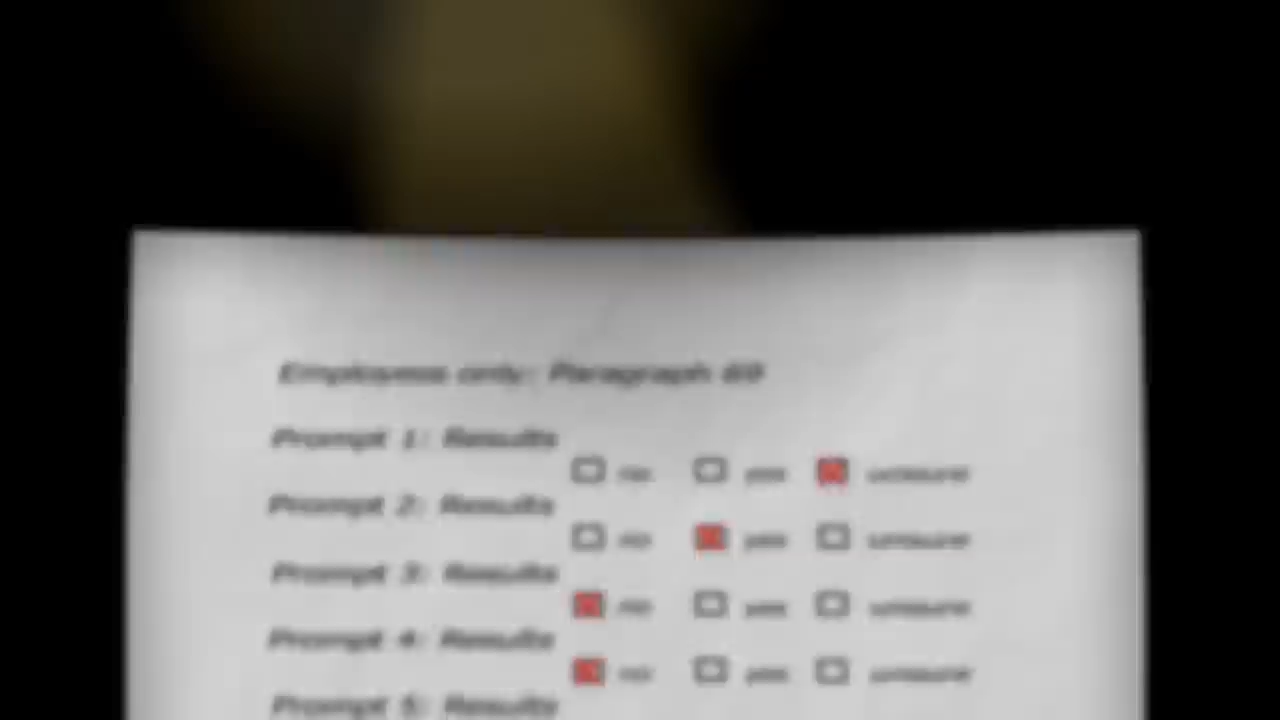 Employees only: Paragraph 69
Prompt 1: Results
no yes unsure
Prompt 2: Results
no yes unsure
Prompt 3: Results
no yes unsure
Prompt 4: Results
no yes unsure
Prompt 5: Results